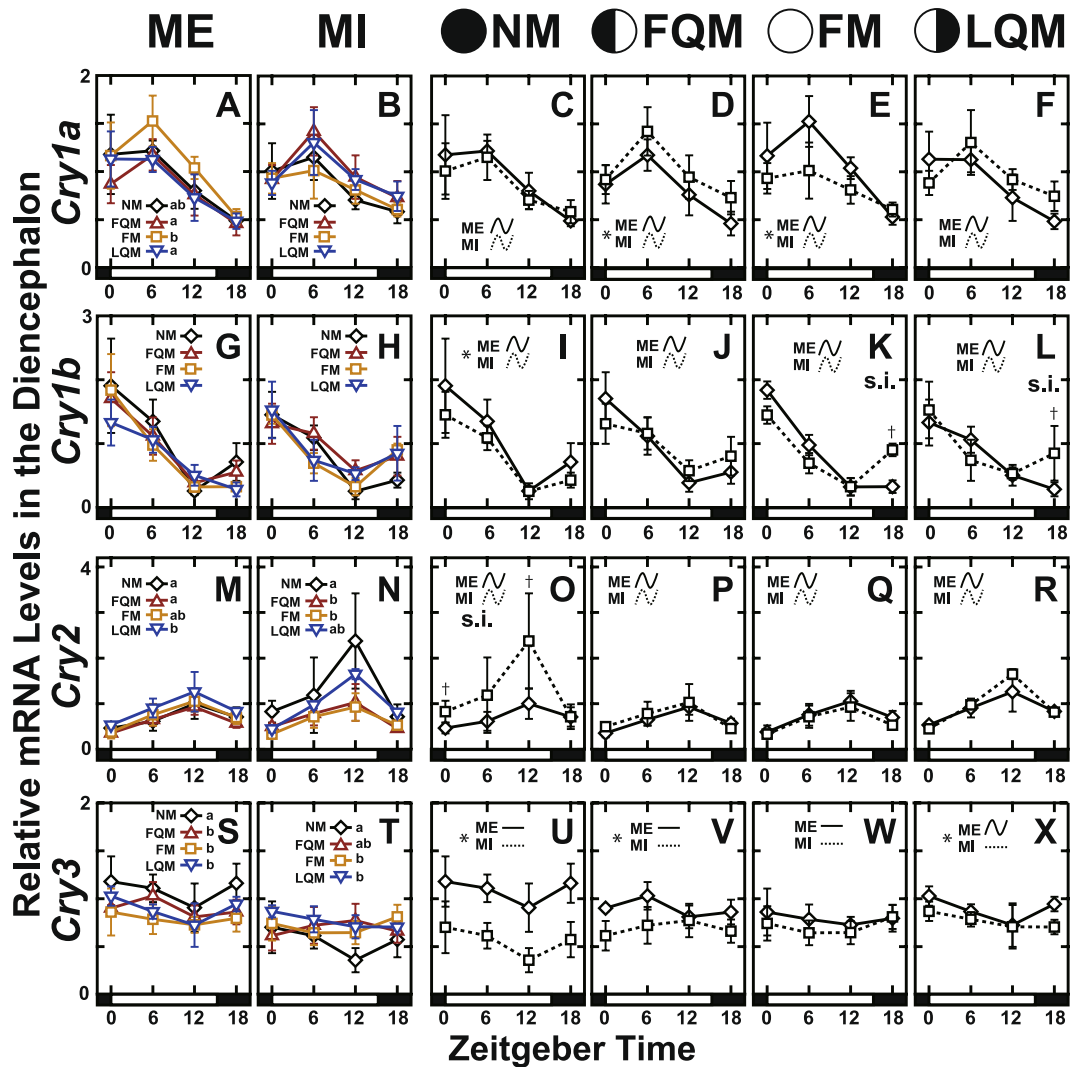 ME MI NM FQM FM LQM
Relative mRNA Levels in the Diencephalon
Cry1a
2
1
0
A
NM ab
FQM a
FM b
LQM a
B
NM
FQM
FM
LQM
C
ME
MI
D
* ME
MI
E
* ME
MI
F
ME
MI
0 6 12 18 0 6 12 18 0 6 12 18 0 6 12 18 0 6 12 18 0 6 12 18
Cry1b
3
2
1
0
G
NM
FQM
FM
LQM
H
NM
FQM
FM
LQM
I
* ME
MI
J
ME
MI
K
ME
MI
s.i.
†
L
ME
MI
s.i.
†
0 6 12 18 0 6 12 18 0 6 12 18 0 6 12 18 0 6 12 18 0 6 12 18
Cry2
4
2
0
M
NM a
FQM a
FM ab
LQM b
N
NM a
FQM b
FM b
LQM ab
O
ME
MI
s.i.
†
†
P
ME
MI
Q
ME
MI
R
ME
MI
0 6 12 18 0 6 12 18 0 6 12 18 0 6 12 18 0 6 12 18 0 6 12 18
Cry3
2
1
0
S
NM a
FQM b
FM b
LQM b
T
NM a
FQM ab
FM b
LQM b
U
* ME
MI
V
* ME
MI
W
ME
MI
X
* ME
MI
0 6 12 18 0 6 12 18 0 6 12 18 0 6 12 18 0 6 12 18 0 6 12 18
Zeitgeber Time